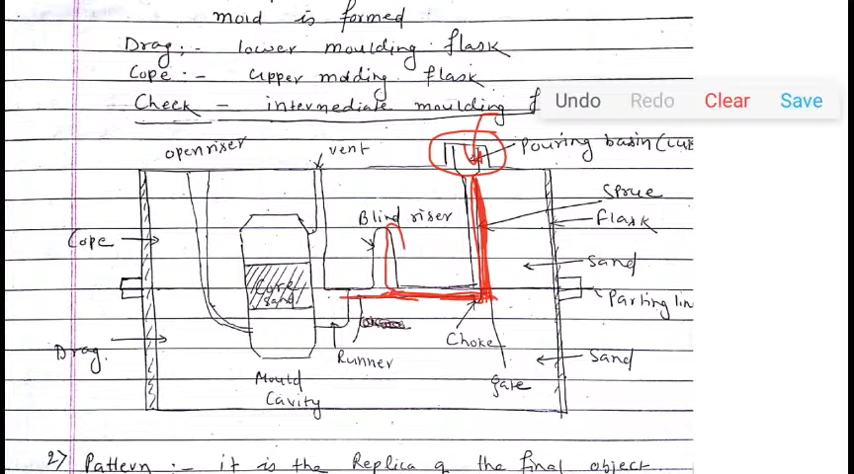 mold is formed
Drag :- lower moulding flask
Cope :- upper molding flask
Check - intermediate moulding f
Undo Redo Clear Save
open riser
vent
Pouring basin (cup
Blind riser
Sprue
flask
Cope
sand
Core
sand
Parting lin
Drag
Choke
sand
Runner
gate
Mould
Cavity
2) Pattern :- it is the Replica of the final object